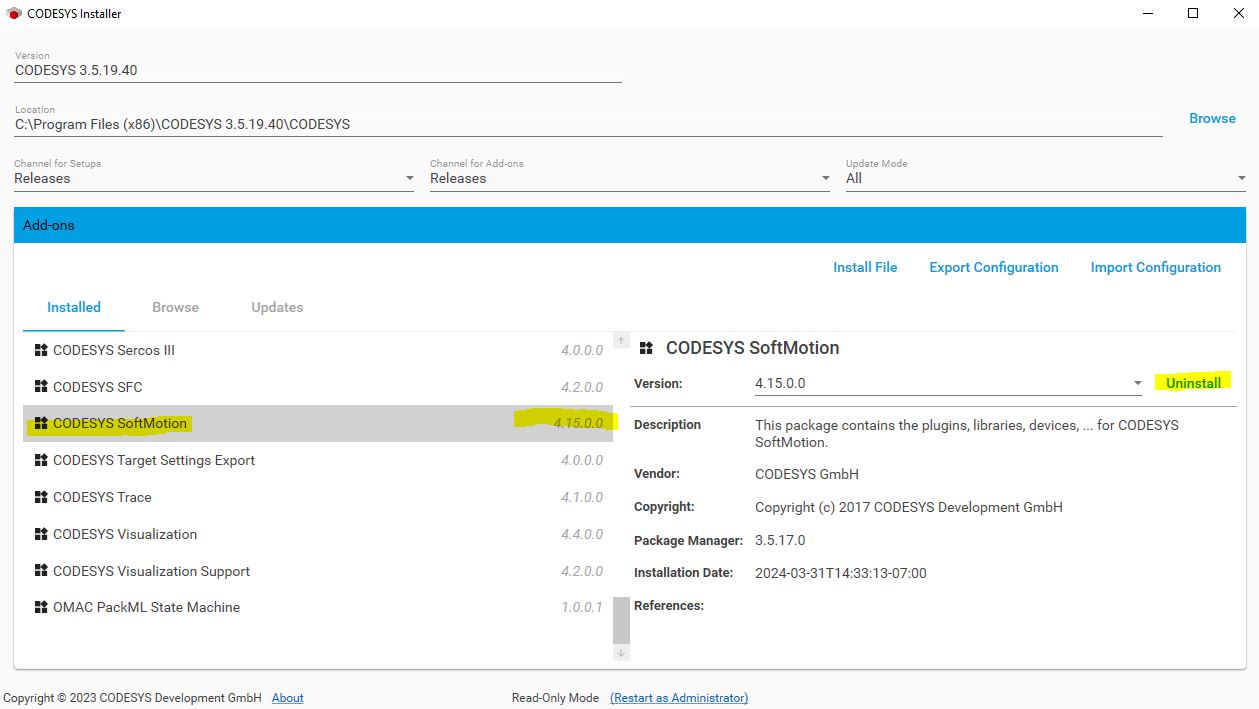 CODESYS Installer
Version
CODESYS 3.5.19.40
Location
C:\Program Files (x86)\CODESYS 3.5.19.40\CODESYS
Browse
Channel for Setups
Releases
Channel for Add-ons
Releases
Update Mode
All
Add-ons
Install File Export Configuration Import Configuration
Installed Browse Updates
CODESYS Sercos III 4.0.0.0
CODESYS SFC 4.2.0.0
CODESYS SoftMotion 4.15.0.0
CODESYS Target Settings Export 4.0.0.0
CODESYS Trace 4.1.0.0
CODESYS Visualization 4.4.0.0
CODESYS Visualization Support 4.2.0.0
OMAC PackML State Machine 1.0.0.1
CODESYS SoftMotion
Version: 4.15.0.0 Uninstall
Description This package contains the plugins, libraries, devices, ... for CODESYS
SoftMotion.
Vendor: CODESYS GmbH
Copyright: Copyright (c) 2017 CODESYS Development GmbH
Package Manager: 3.5.17.0
Installation Date: 2024-03-31T14:33:13-07:00
References:
Copyright © 2023 CODESYS Development GmbH About Read-Only Mode (Restart as Administrator)